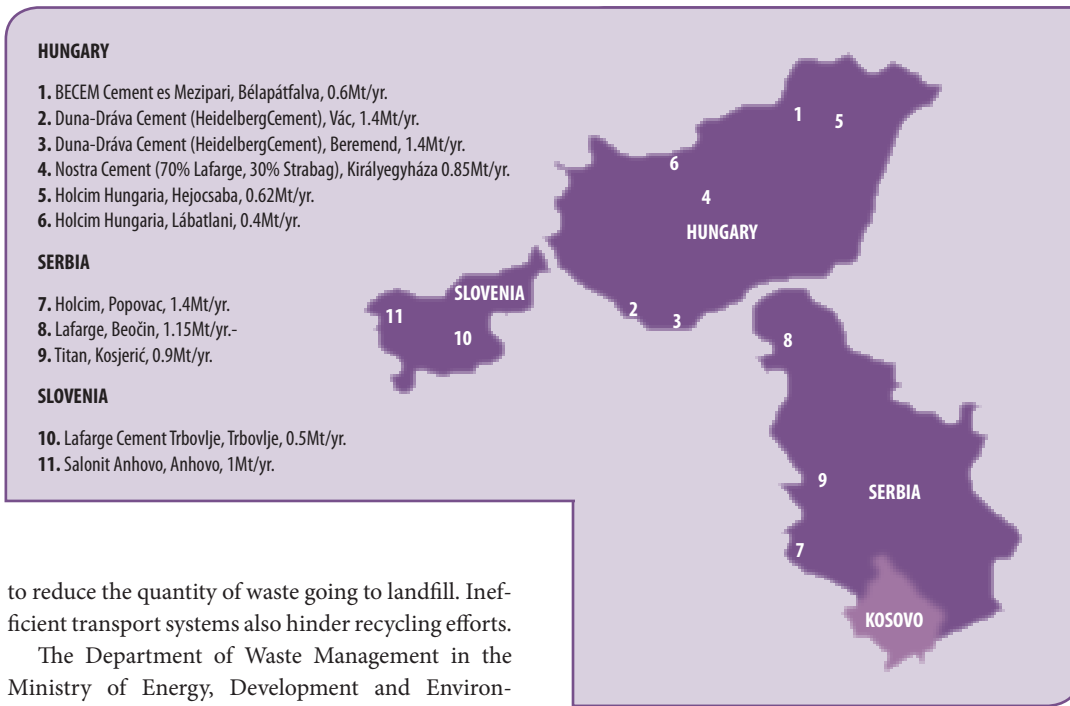 HUNGARY
1. BECEM Cement es Mezipari, Bélapátfalva, 0.6Mt/yr.
2. Duna-Dráva Cement (HeidelbergCement), Vác, 1.4Mt/yr.
3. Duna-Dráva Cement (HeidelbergCement), Beremend, 1.4Mt/yr.
4. Nostra Cement (70% Lafarge, 30% Strabag), Királyegyháza 0.85Mt/yr.
5. Holcim Hungaria, Hejocsaba, 0.62Mt/yr.
6. Holcim Hungaria, Lábatlani, 0.4Mt/yr.
SERBIA
7. Holcim, Popovac, 1.4Mt/yr.
8. Lafarge, Beočin, 1.15Mt/yr.-
9. Titan, Kosjerić, 0.9Mt/yr.
SLOVENIA
10. Lafarge Cement Trbovlje, Trbovlje, 0.5Mt/yr.
11. Salonit Anhovo, Anhovo, 1Mt/yr.
1
5
6
4
HUNGARY
SLOVENIA
11
10
2
3
8
9
SERBIA
7
KOSOVO
to reduce the quantity of waste going to landfill. Inef-
ficient transport systems also hinder recycling efforts.
The Department of Waste Management in the
Ministry of Energy, Development and Environ-